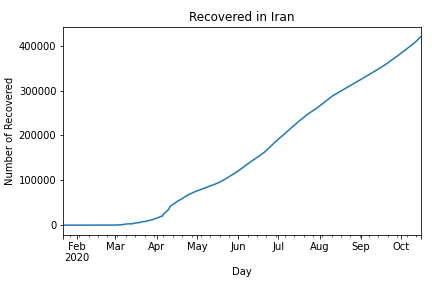 Recovered in Iran
Number of Recovered
400000
300000
200000
100000
0
Feb Mar Apr May Jun Jul Aug Sep Oct
2020
Day